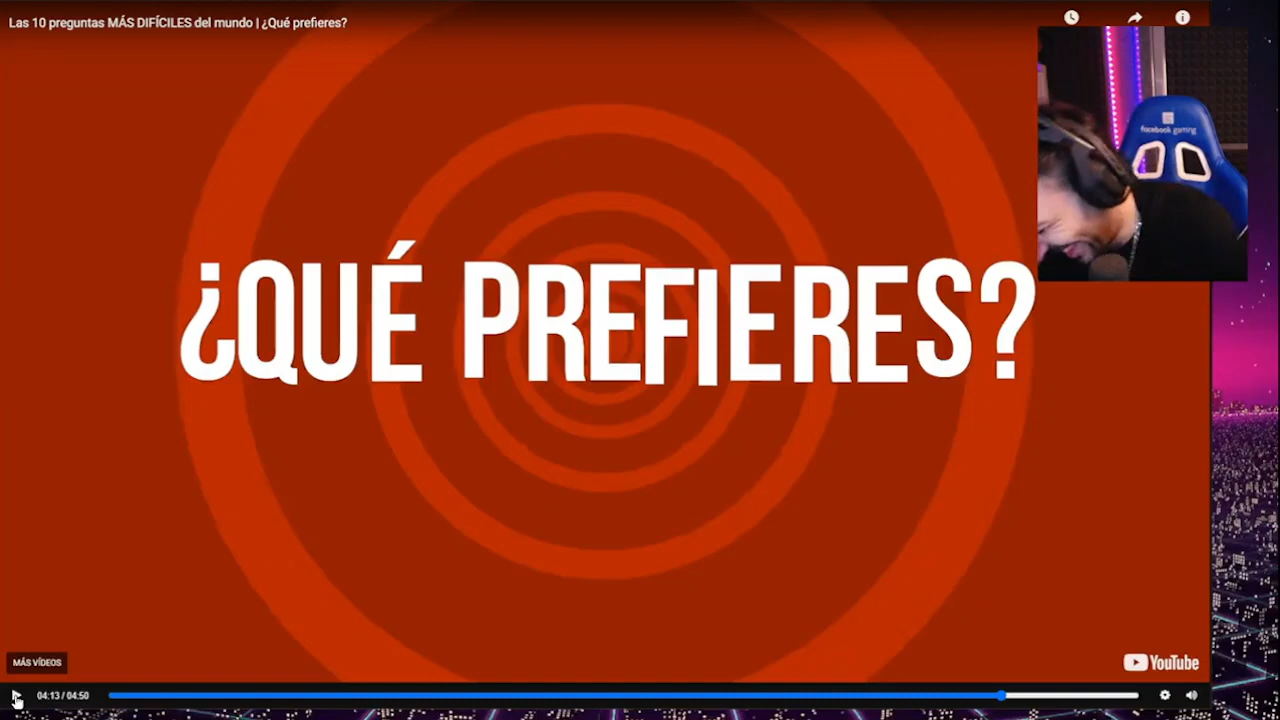 Las 10 preguntas MÁS DIFÍCILES del mundo | ¿Qué prefieres?
facebook gaming
¿QUÉ PREFIERES?
MÁS VÍDEOS
YouTube
04:13 / 04:50